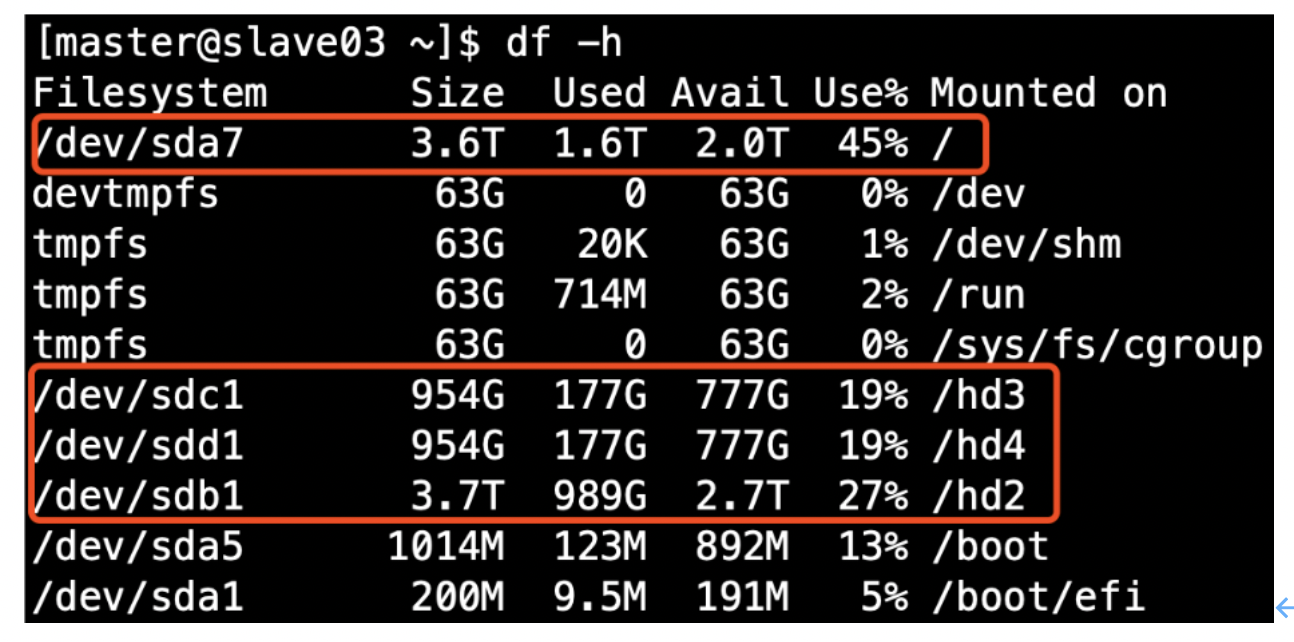 [master@slave03 ~]$ df -h
Filesystem Size Used Avail Use% Mounted on
/dev/sda7 3.6T 1.6T 2.0T 45% /
devtmpfs 63G 0 63G 0% /dev
tmpfs 63G 20K 63G 1% /dev/shm
tmpfs 63G 714M 63G 2% /run
tmpfs 63G 0 63G 0% /sys/fs/cgroup
/dev/sdc1 954G 177G 777G 19% /hd3
/dev/sdd1 954G 177G 777G 19% /hd4
/dev/sdb1 3.7T 989G 2.7T 27% /hd2
/dev/sda5 1014M 123M 892M 13% /boot
/dev/sda1 200M 9.5M 191M 5% /boot/efi